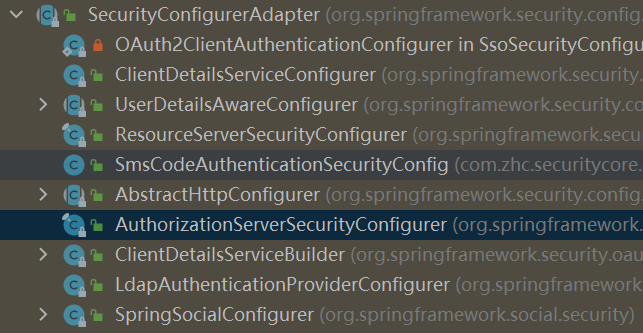 SecurityConfigurerAdapter (org.springframework.security.config.
OAuth2ClientAuthenticationConfigurer in SsoSecurityConfigu
ClientDetailsServiceConfigurer (org.springframework.security.
UserDetailsAwareConfigurer (org.springframework.security.co
ResourceServerSecurityConfigurer (org.springframework.secu
SmsCodeAuthenticationSecurityConfig (com.zhc.securitycore.
AbstractHttpConfigurer (org.springframework.security.config.
AuthorizationServerSecurityConfigurer (org.springframework.
ClientDetailsServiceBuilder (org.springframework.security.oau
LdapAuthenticationProviderConfigurer (org.springframework.
SpringSocialConfigurer (org.springframework.social.security)